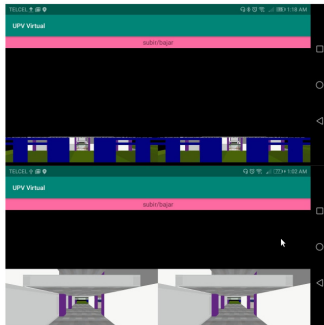 TELCEL 1:18 AM
UPV Virtual
subir/bajar
TELCEL 1:02 AM
UPV Virtual
subir/bajar